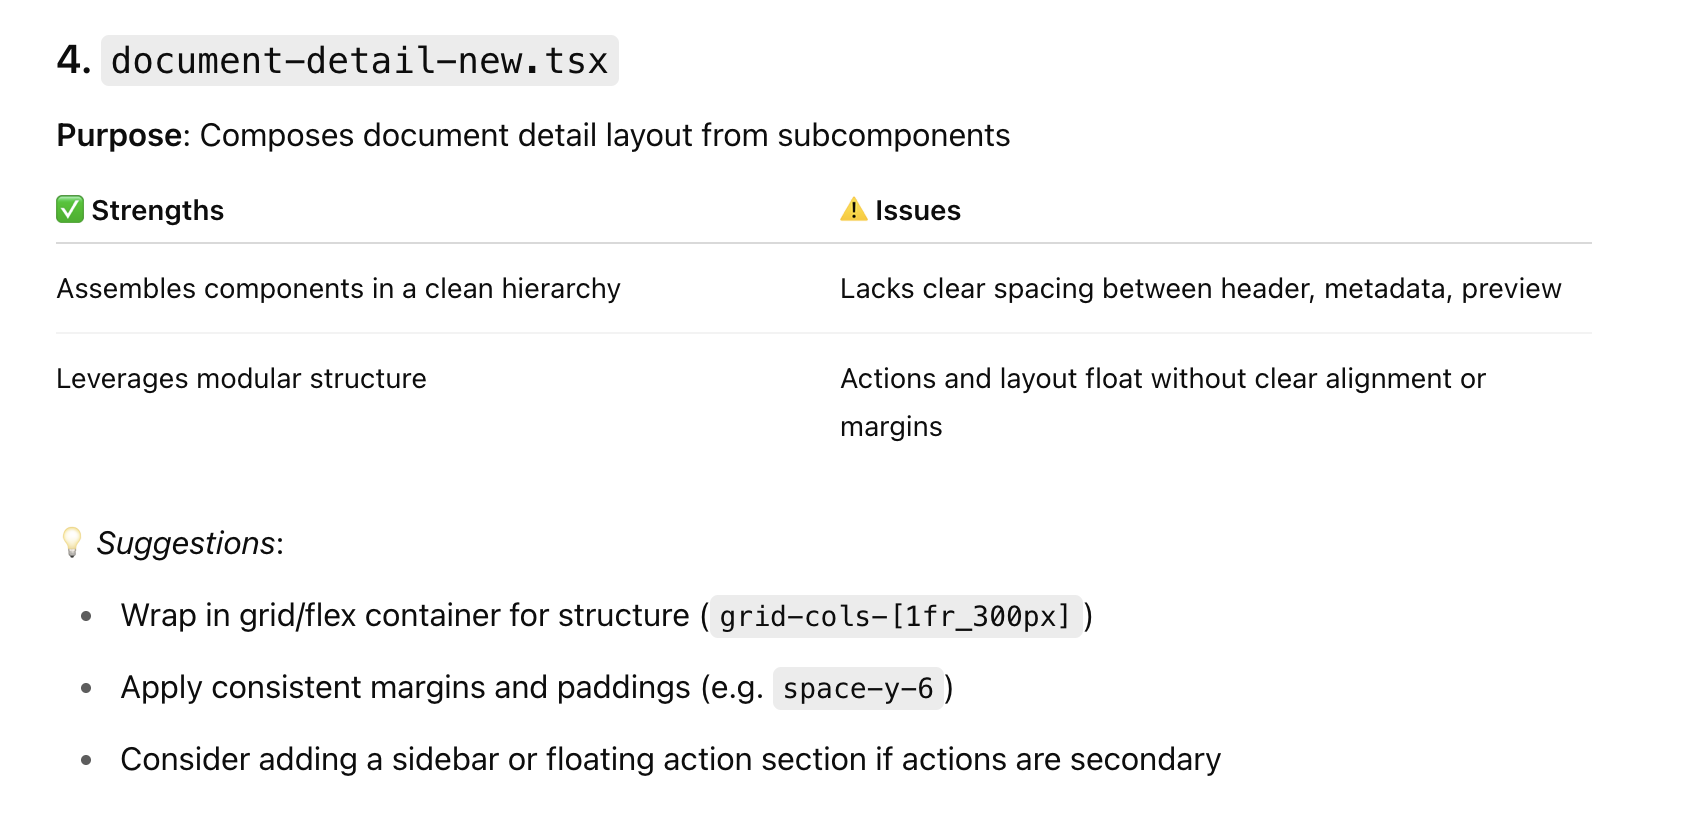 4. document-detail-new.tsx
Purpose: Composes document detail layout from subcomponents
✅ Strengths
⚠️ Issues
Assembles components in a clean hierarchy
Lacks clear spacing between header, metadata, preview
Leverages modular structure
Actions and layout float without clear alignment or
margins
💡 Suggestions:
• Wrap in grid/flex container for structure (grid-cols-[1fr_300px])
• Apply consistent margins and paddings (e.g. space-y-6)
• Consider adding a sidebar or floating action section if actions are secondary